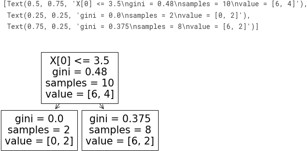 [Text(0.5, 0.75, 'X[0] <= 3.5\ngini = 0.48\nsamples = 10\nvalue = [6, 4]'),
Text(0.25, 0.25, 'gini = 0.0\nsamples = 2\nvalue = [0, 2]'),
Text(0.75, 0.25, 'gini = 0.375\nsamples = 8\nvalue = [6, 2]')]
X[0] <= 3.5
gini = 0.48
samples = 10
value = [6, 4]
gini = 0.0
samples = 2
value = [0, 2]
gini = 0.375
samples = 8
value = [6, 2]